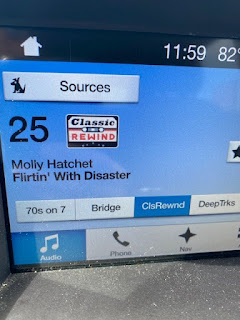 11:59 82°
Sources
25 Classic REWIND
Molly Hatchet
Flirtin' With Disaster
70s on 7 Bridge ClsRewnd DeepTrks
Audio Phone Nav